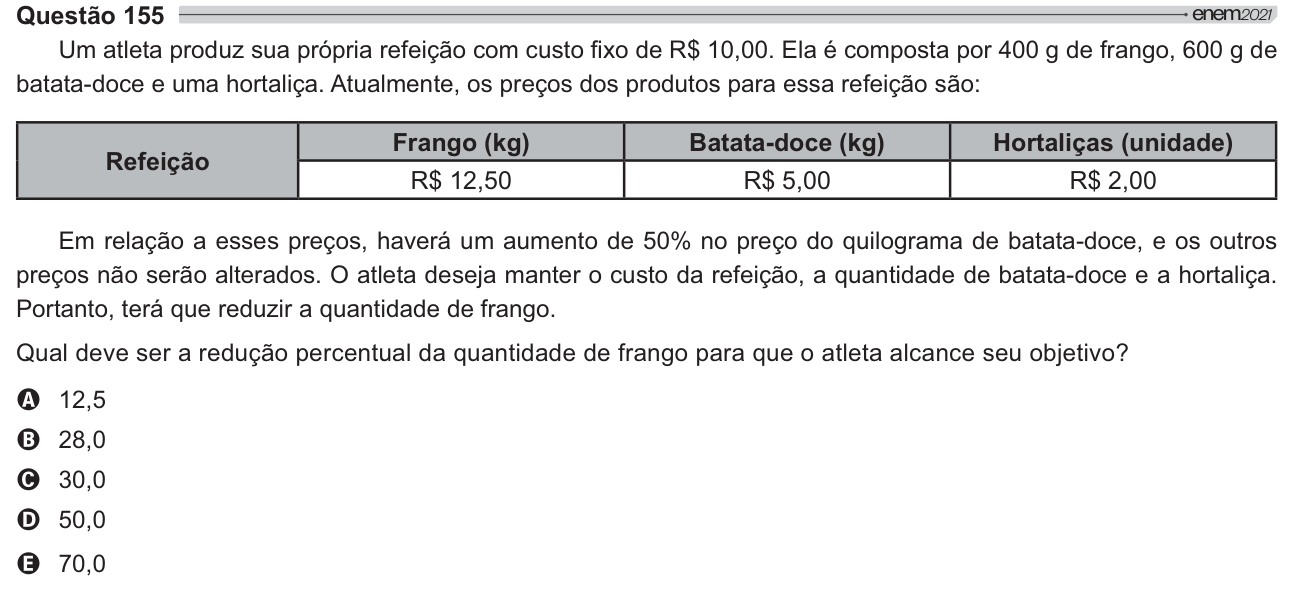 Questão 155
enem2021
Um atleta produz sua própria refeição com custo fixo de R$ 10,00. Ela é composta por 400 g de frango, 600 g de
batata-doce e uma hortaliça. Atualmente, os preços dos produtos para essa refeição são:
Refeição
Frango (kg) Batata-doce (kg) Hortaliças (unidade)
R$ 12,50 R$ 5,00 R$ 2,00
Em relação a esses preços, haverá um aumento de 50% no preço do quilograma de batata-doce, e os outros
preços não serão alterados. O atleta deseja manter o custo da refeição, a quantidade de batata-doce e a hortaliça.
Portanto, terá que reduzir a quantidade de frango.
Qual deve ser a redução percentual da quantidade de frango para que o atleta alcance seu objetivo?
A 12,5
B 28,0
C 30,0
D 50,0
E 70,0